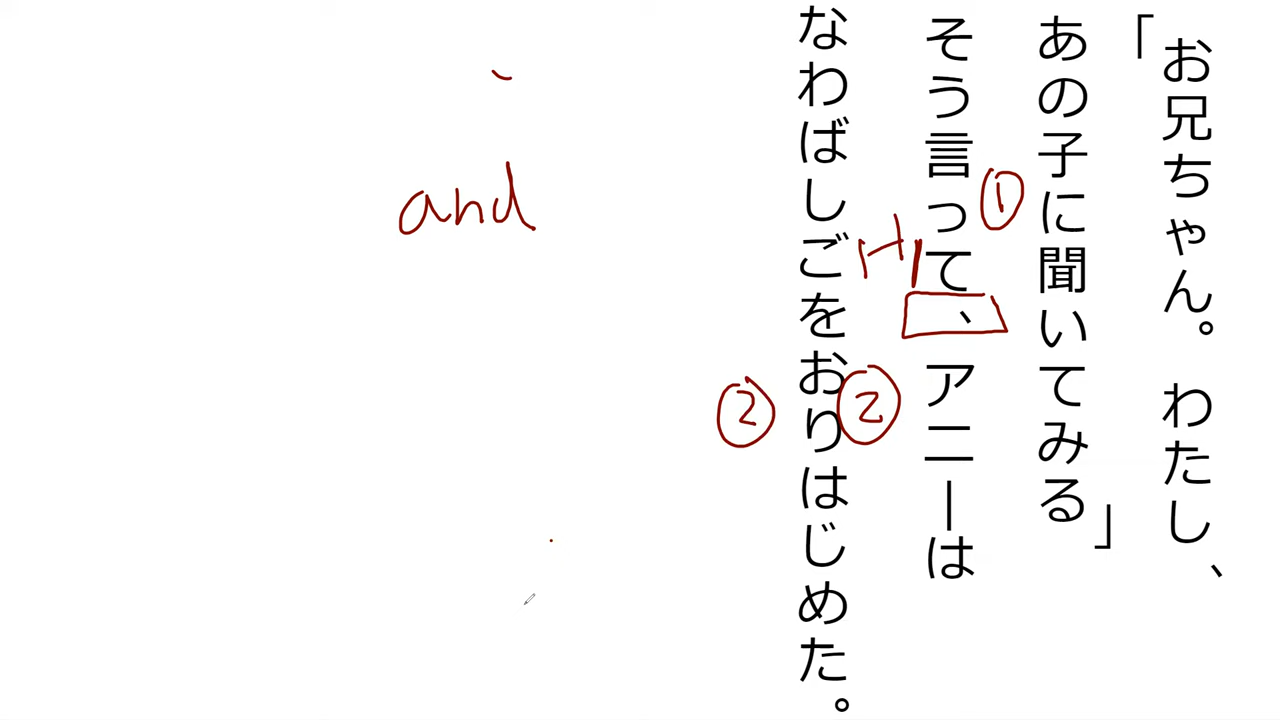 「お兄ちゃん。わたし、
あの子に聞いてみる」
①
そう言って、アニーは
なわばしごをおりはじめた。
②
②
and